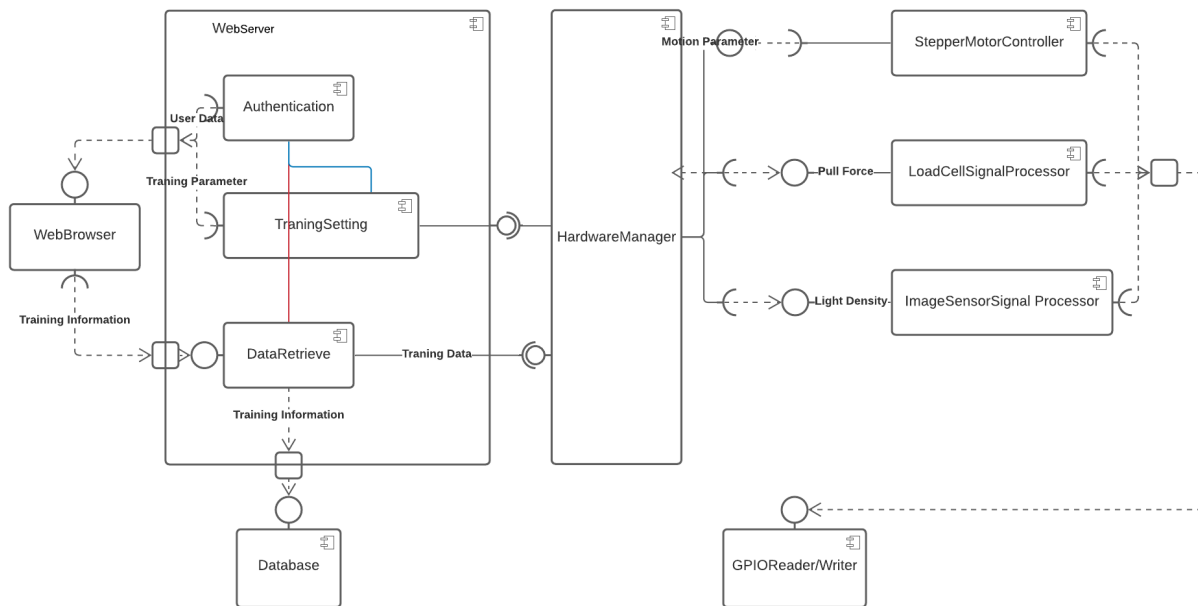 WebServer
Motion Parameter
StepperMotorController
Authentication
User Data
Traning Parameter
Pull Force
LoadCellSignalProcessor
WebBrowser
TraningSetting
HardwareManager
Light Density
ImageSensorSignal Processor
Training Information
DataRetrieve
Traning Data
Training Information
Database
GPIOReader/Writer